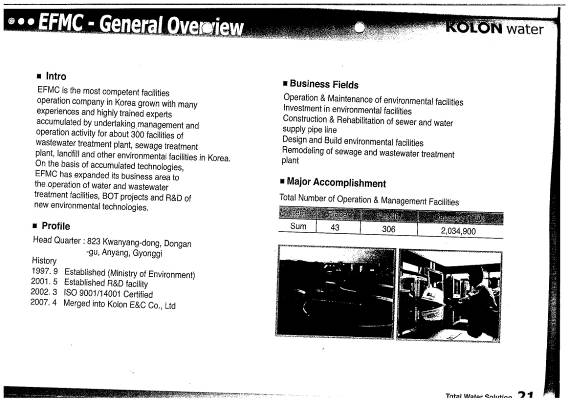 EFMC - General Overview
KOLON water
■ Intro
EFMC is the most competent facilities
operation company in Korea grown with many
experiences and highly trained experts
accumulated by undertaking management and
operation activity for about 300 facilities of
wastewater treatment plant, sewage treatment
plant, landfill and other environmental facilities in Korea.
On the basis of accumulated technologies,
EFMC has expanded its business area to
the operation of water and wastewater
treatment facilities, BOT projects and R&D of
new environmental technologies.
■ Profile
Head Quarter : 823 Kwanyang-dong, Dongan
-gu, Anyang, Gyonggi
History
1997. 9 Established (Ministry of Environment)
2001. 5 Established R&D facility
2002. 3 ISO 9001/14001 Certified
2007. 4 Merged into Kolon E&C Co., Ltd
■ Business Fields
Operation & Maintenance of environmental facilities
Investment in environmental facilities
Construction & Rehabilitation of sewer and water
supply pipe line
Design and Build environmental facilities
Remodeling of sewage and wastewater treatment
plant
■ Major Accomplishment
Total Number of Operation & Management Facilities
Sum 43 306 2,034,900
Total Water Solution 21